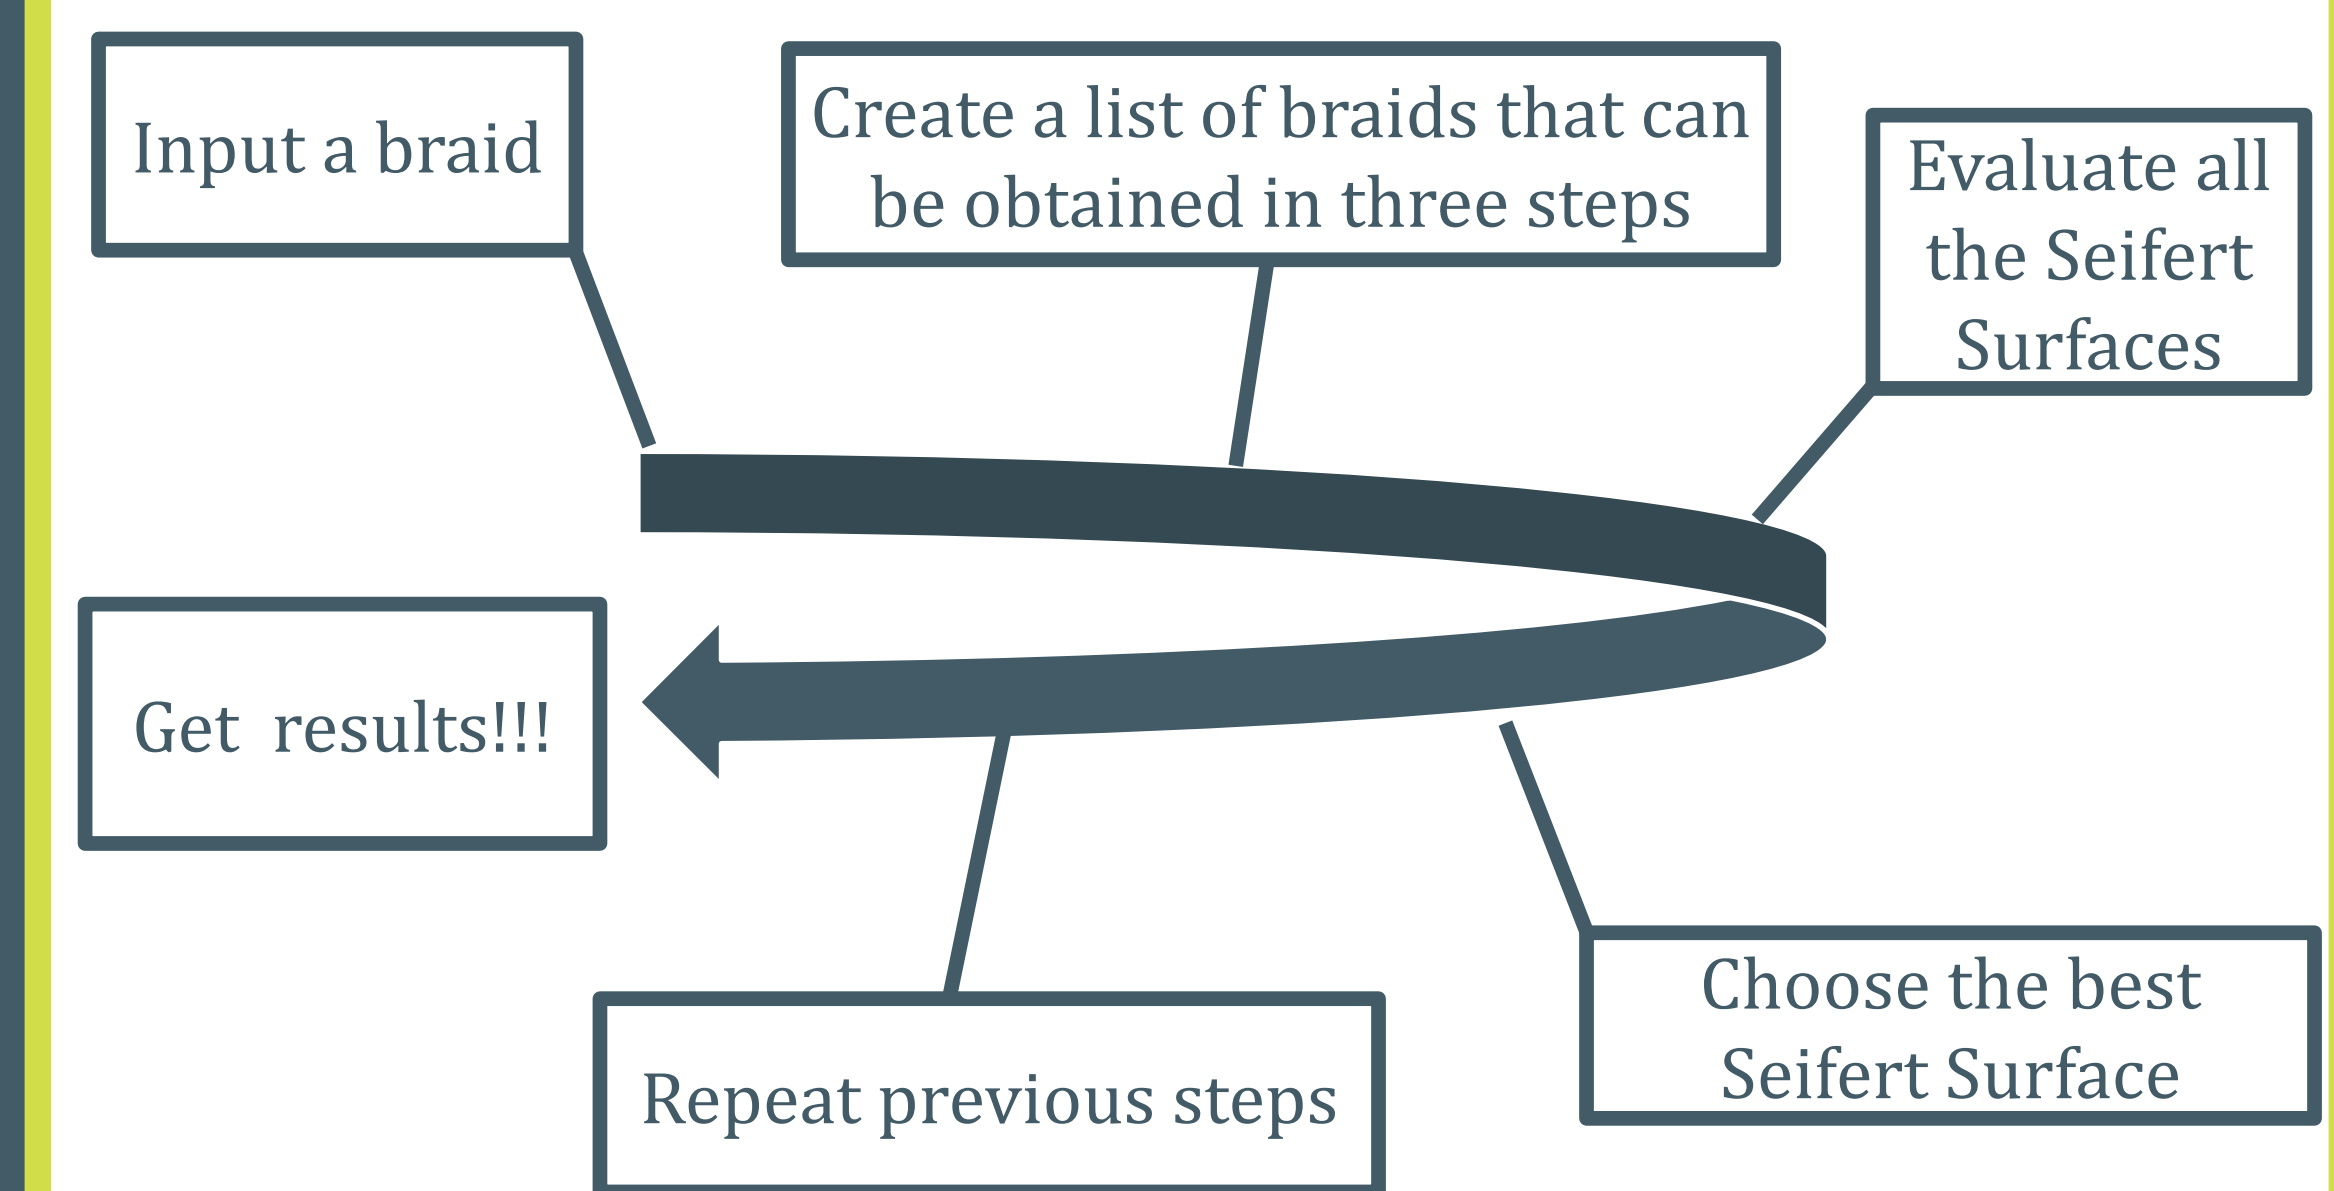 Input a braid
Create a list of braids that can
be obtained in three steps
Evaluate all
the Seifert
Surfaces
Choose the best
Seifert Surface
Repeat previous steps
Get  results!!!